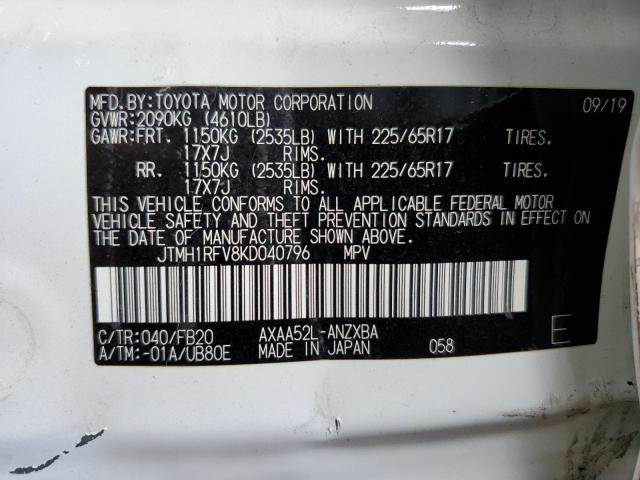 MFD.BY:TOYOTA MOTOR CORPORATION 09/19
GVWR:2090KG (4610LB)
GAWR:FRT. 1150KG (2535LB) WITH 225/65R17 TIRES.
17X7J RIMS.
RR. 1150KG (2535LB) WITH 225/65R17 TIRES.
17X7J RIMS.
THIS VEHICLE CONFORMS TO ALL APPLICABLE FEDERAL MOTOR
VEHICLE SAFETY AND THEFT PREVENTION STANDARDS IN EFFECT ON
THE DATE OF MANUFACTURE SHOWN ABOVE.
JTMH1RFV8KD040796 MPV
C/TR:040/FB20 AXAA52L-ANZXBA E
A/TM:-01A/UB80E MADE IN JAPAN 058